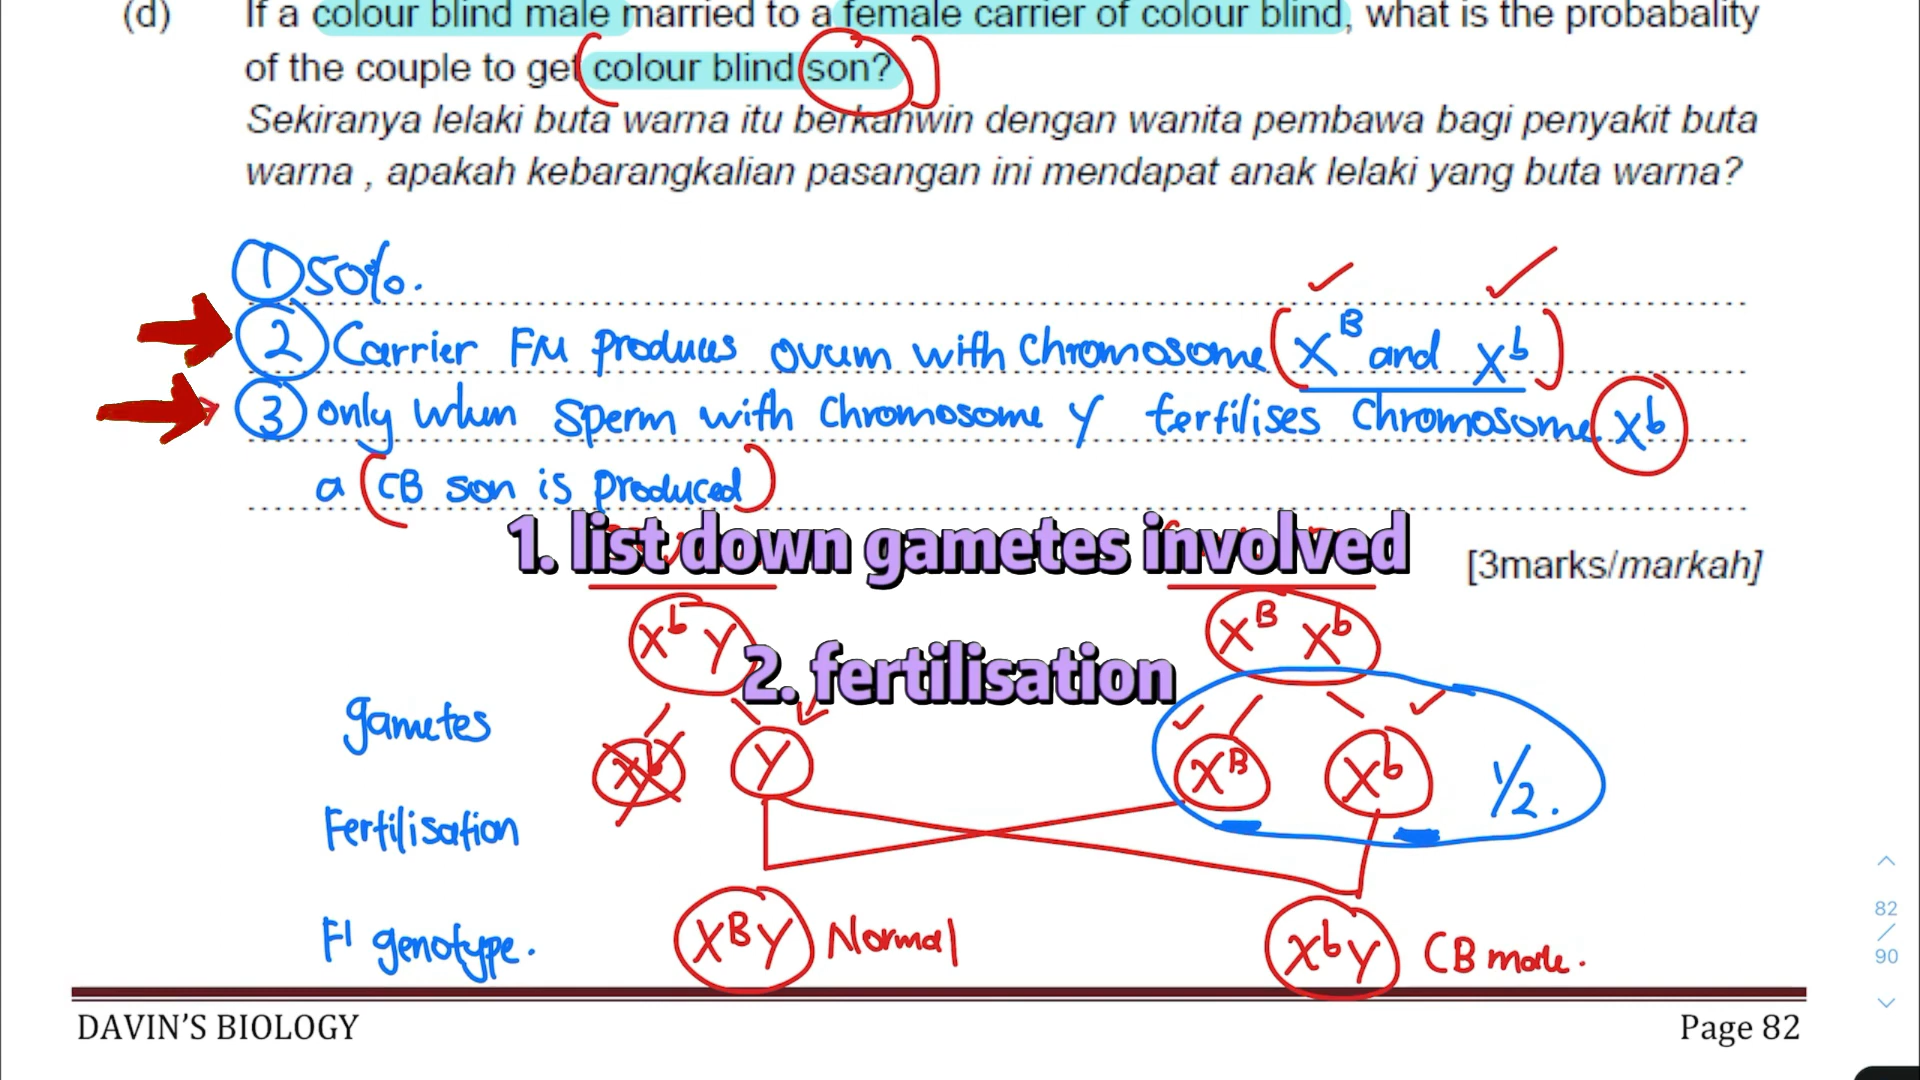 (d) If a colour blind male married to a female carrier of colour blind, what is the probabality
of the couple to get colour blind son?
Sekiranya lelaki buta warna itu berkahwin dengan wanita pembawa bagi penyakit buta
warna , apakah kebarangkalian pasangan ini mendapat anak lelaki yang buta warna?
① 50%.
② Carrier FM produces ovum with chromosome (X^B and X^b)
③ only when sperm with chromosome Y fertilises chromosome X^b
a (CB son is produced)
1. list down gametes involved
[3marks/markah]
X^b Y X^B X^b
2. fertilisation
gametes X^b Y X^B X^b 1/2.
Fertilisation
F1 genotype. X^B Y Normal X^b Y CB male.
82
/
90
DAVIN'S BIOLOGY Page 82